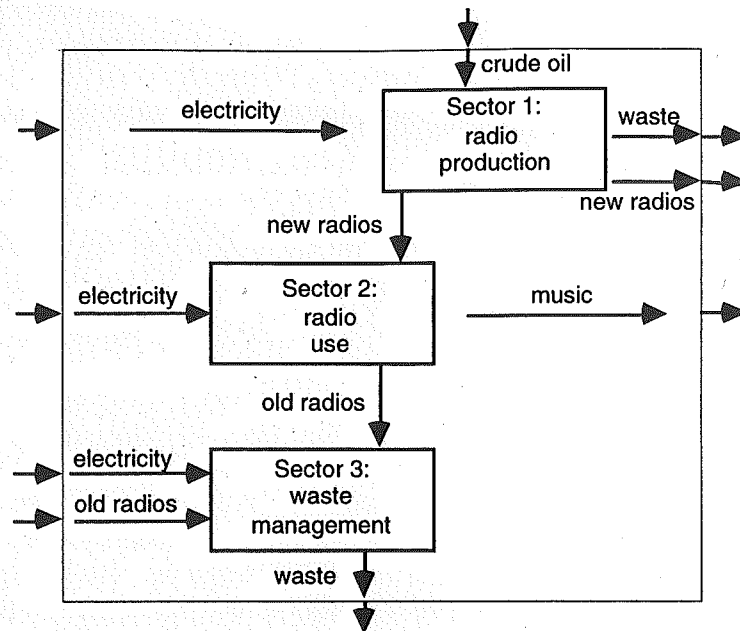 crude oil
electricity
Sector 1:
radio
production
waste
new radios
new radios
electricity
Sector 2:
radio
use
music
old radios
electricity
old radios
Sector 3:
waste
management
waste